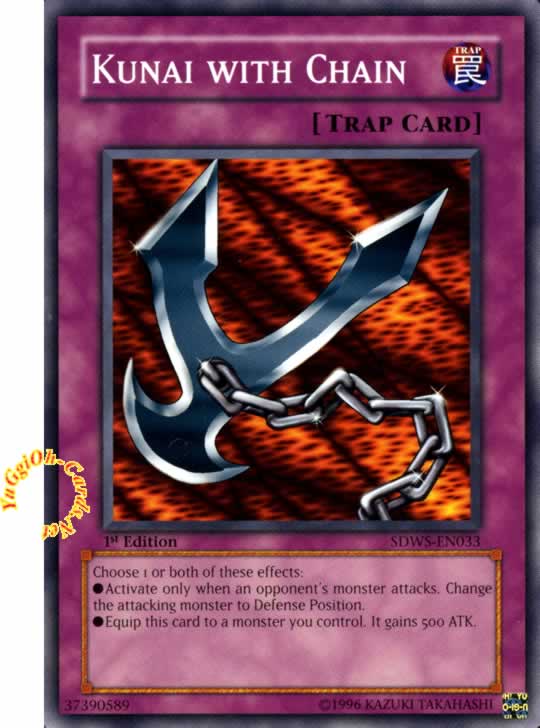 KUNAI WITH CHAIN
TRAP
罠
[TRAP CARD]
YuGgiOh-Cards.Net
1st Edition
SDWS-EN033
Choose 1 or both of these effects:
●Activate only when an opponent's monster attacks. Change
the attacking monster to Defense Position.
●Equip this card to a monster you control. It gains 500 ATK.
37390589
©1996 KAZUKI TAKAHASHI